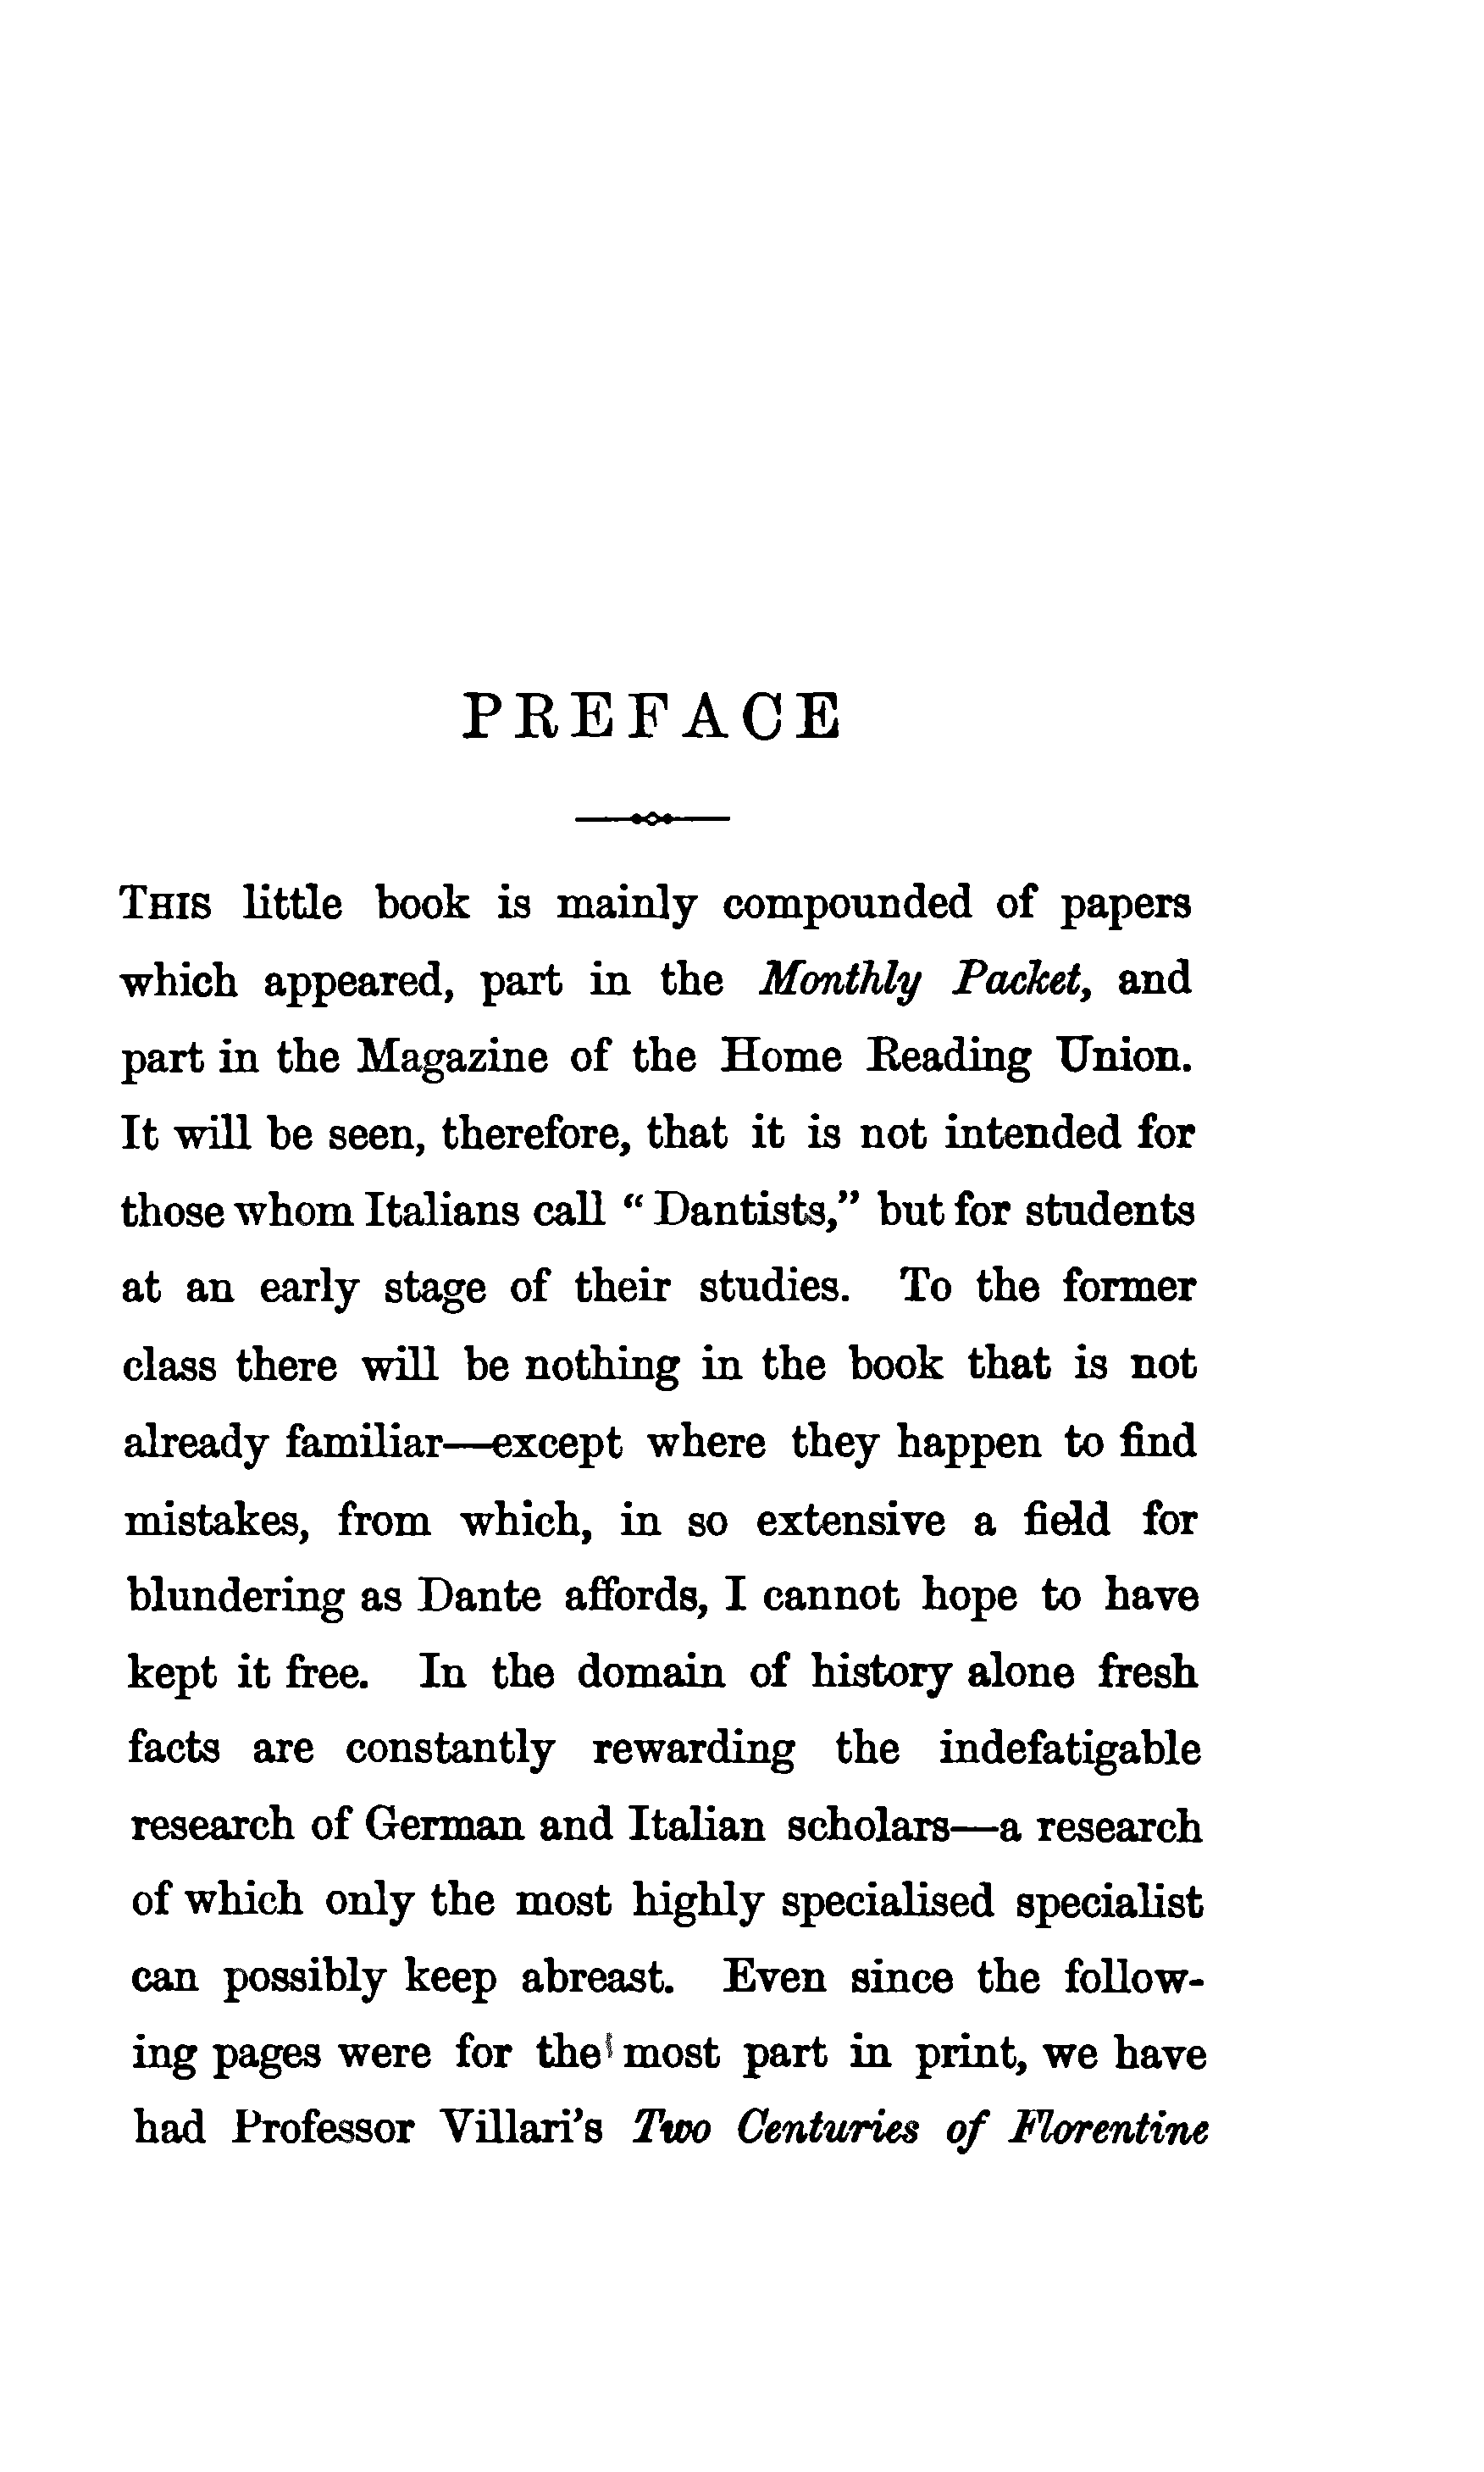 PREFACE
THIS little book is mainly compounded of papers
which appeared, part in the Monthly Packet, and
part in the Magazine of the Home Reading Union.
It will be seen, therefore, that it is not intended for
those whom Italians call “Dantists,” but for students
at an early stage of their studies. To the former
class there will be nothing in the book that is not
already familiar—except where they happen to find
mistakes, from which, in so extensive a field for
blundering as Dante affords, I cannot hope to have
kept it free. In the domain of history alone fresh
facts are constantly rewarding the indefatigable
research of German and Italian scholars—a research
of which only the most highly specialised specialist
can possibly keep abreast. Even since the follow-
ing pages were for the most part in print, we have
had Professor Villari’s Two Centuries of Florentine